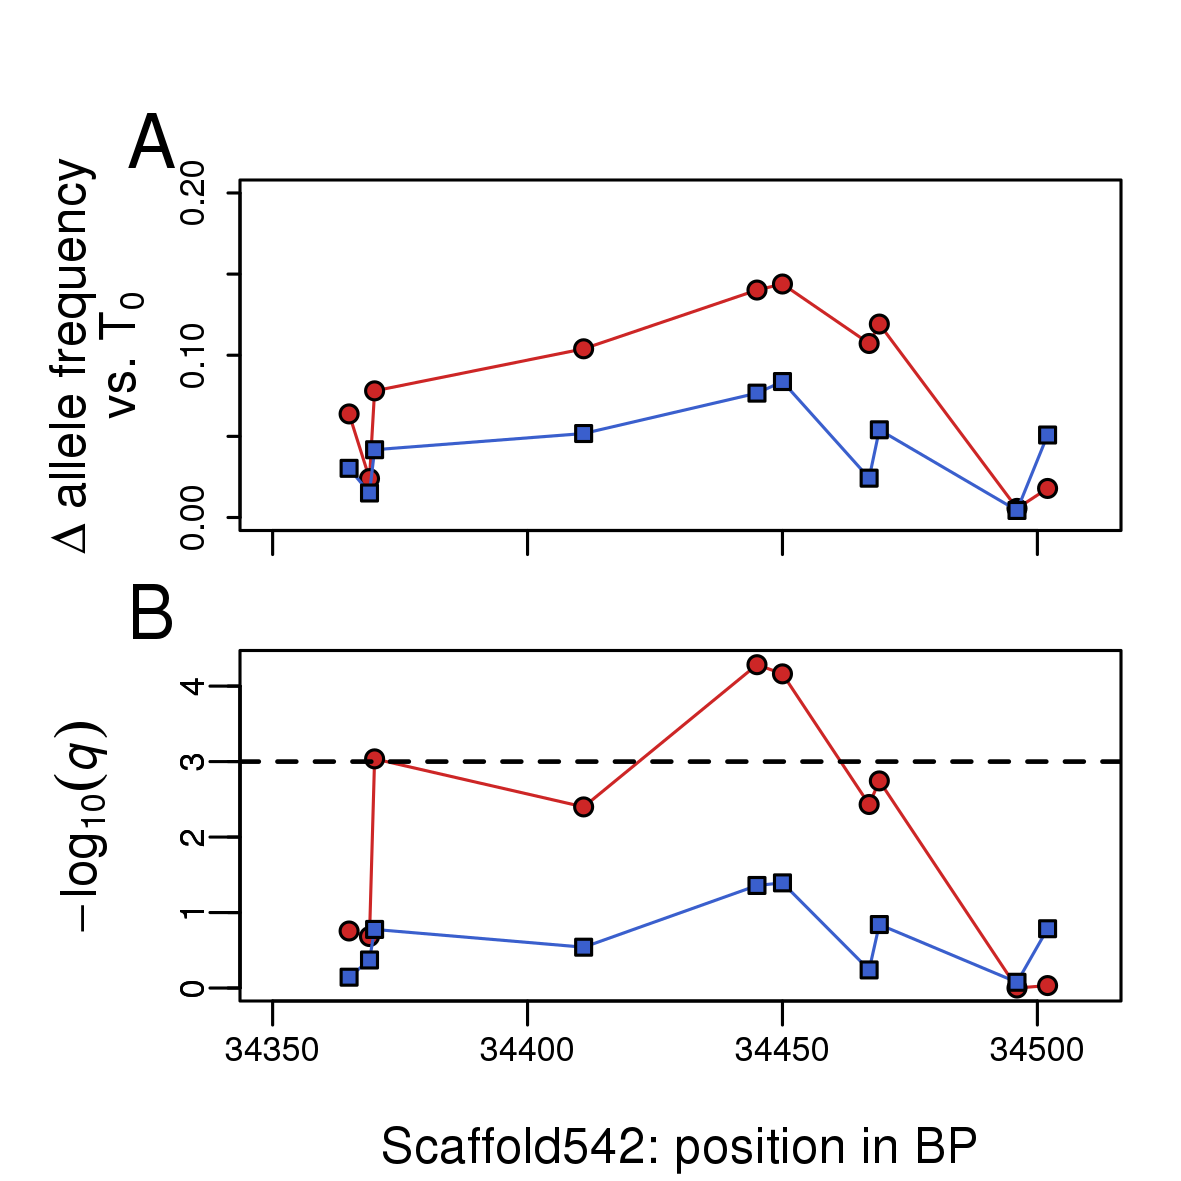 A
Δ allele frequency
vs. T0
0.20
0.10
0.00
B
−log10(q)
4
3
2
1
0
34350 34400 34450 34500
Scaffold542: position in BP